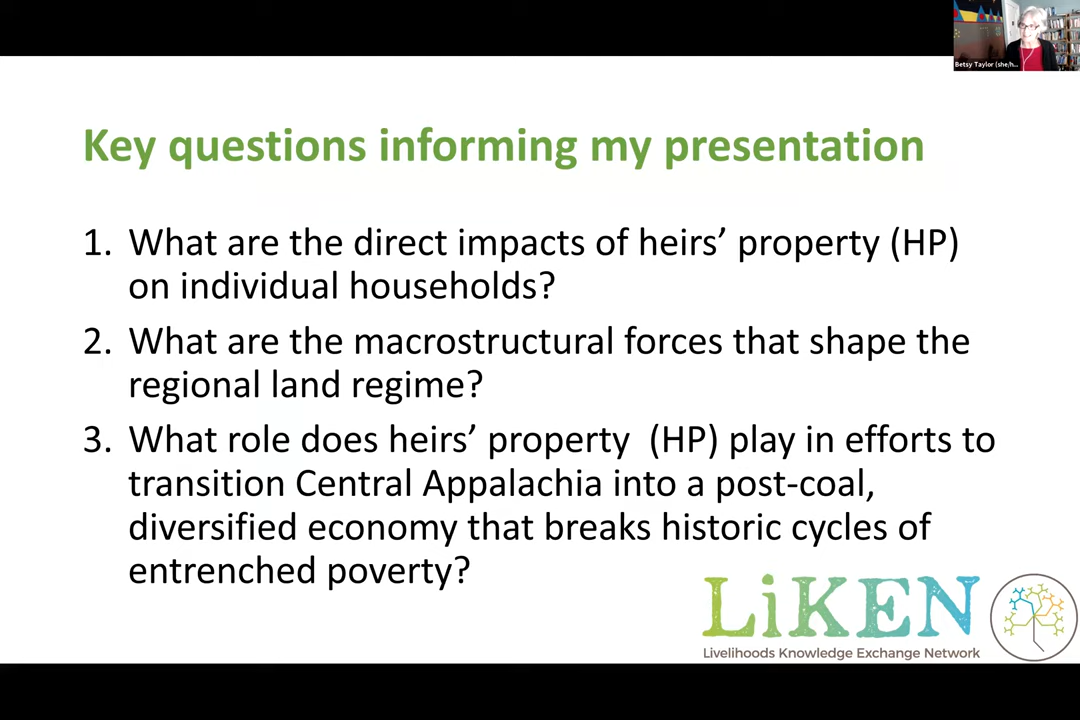 Betsy Taylor (she/h...
Key questions informing my presentation
1. What are the direct impacts of heirs’ property (HP)
on individual households?
2. What are the macrostructural forces that shape the
regional land regime?
3. What role does heirs’ property  (HP) play in efforts to
transition Central Appalachia into a post-coal,
diversified economy that breaks historic cycles of
entrenched poverty?
LiKEN
Livelihoods Knowledge Exchange Network